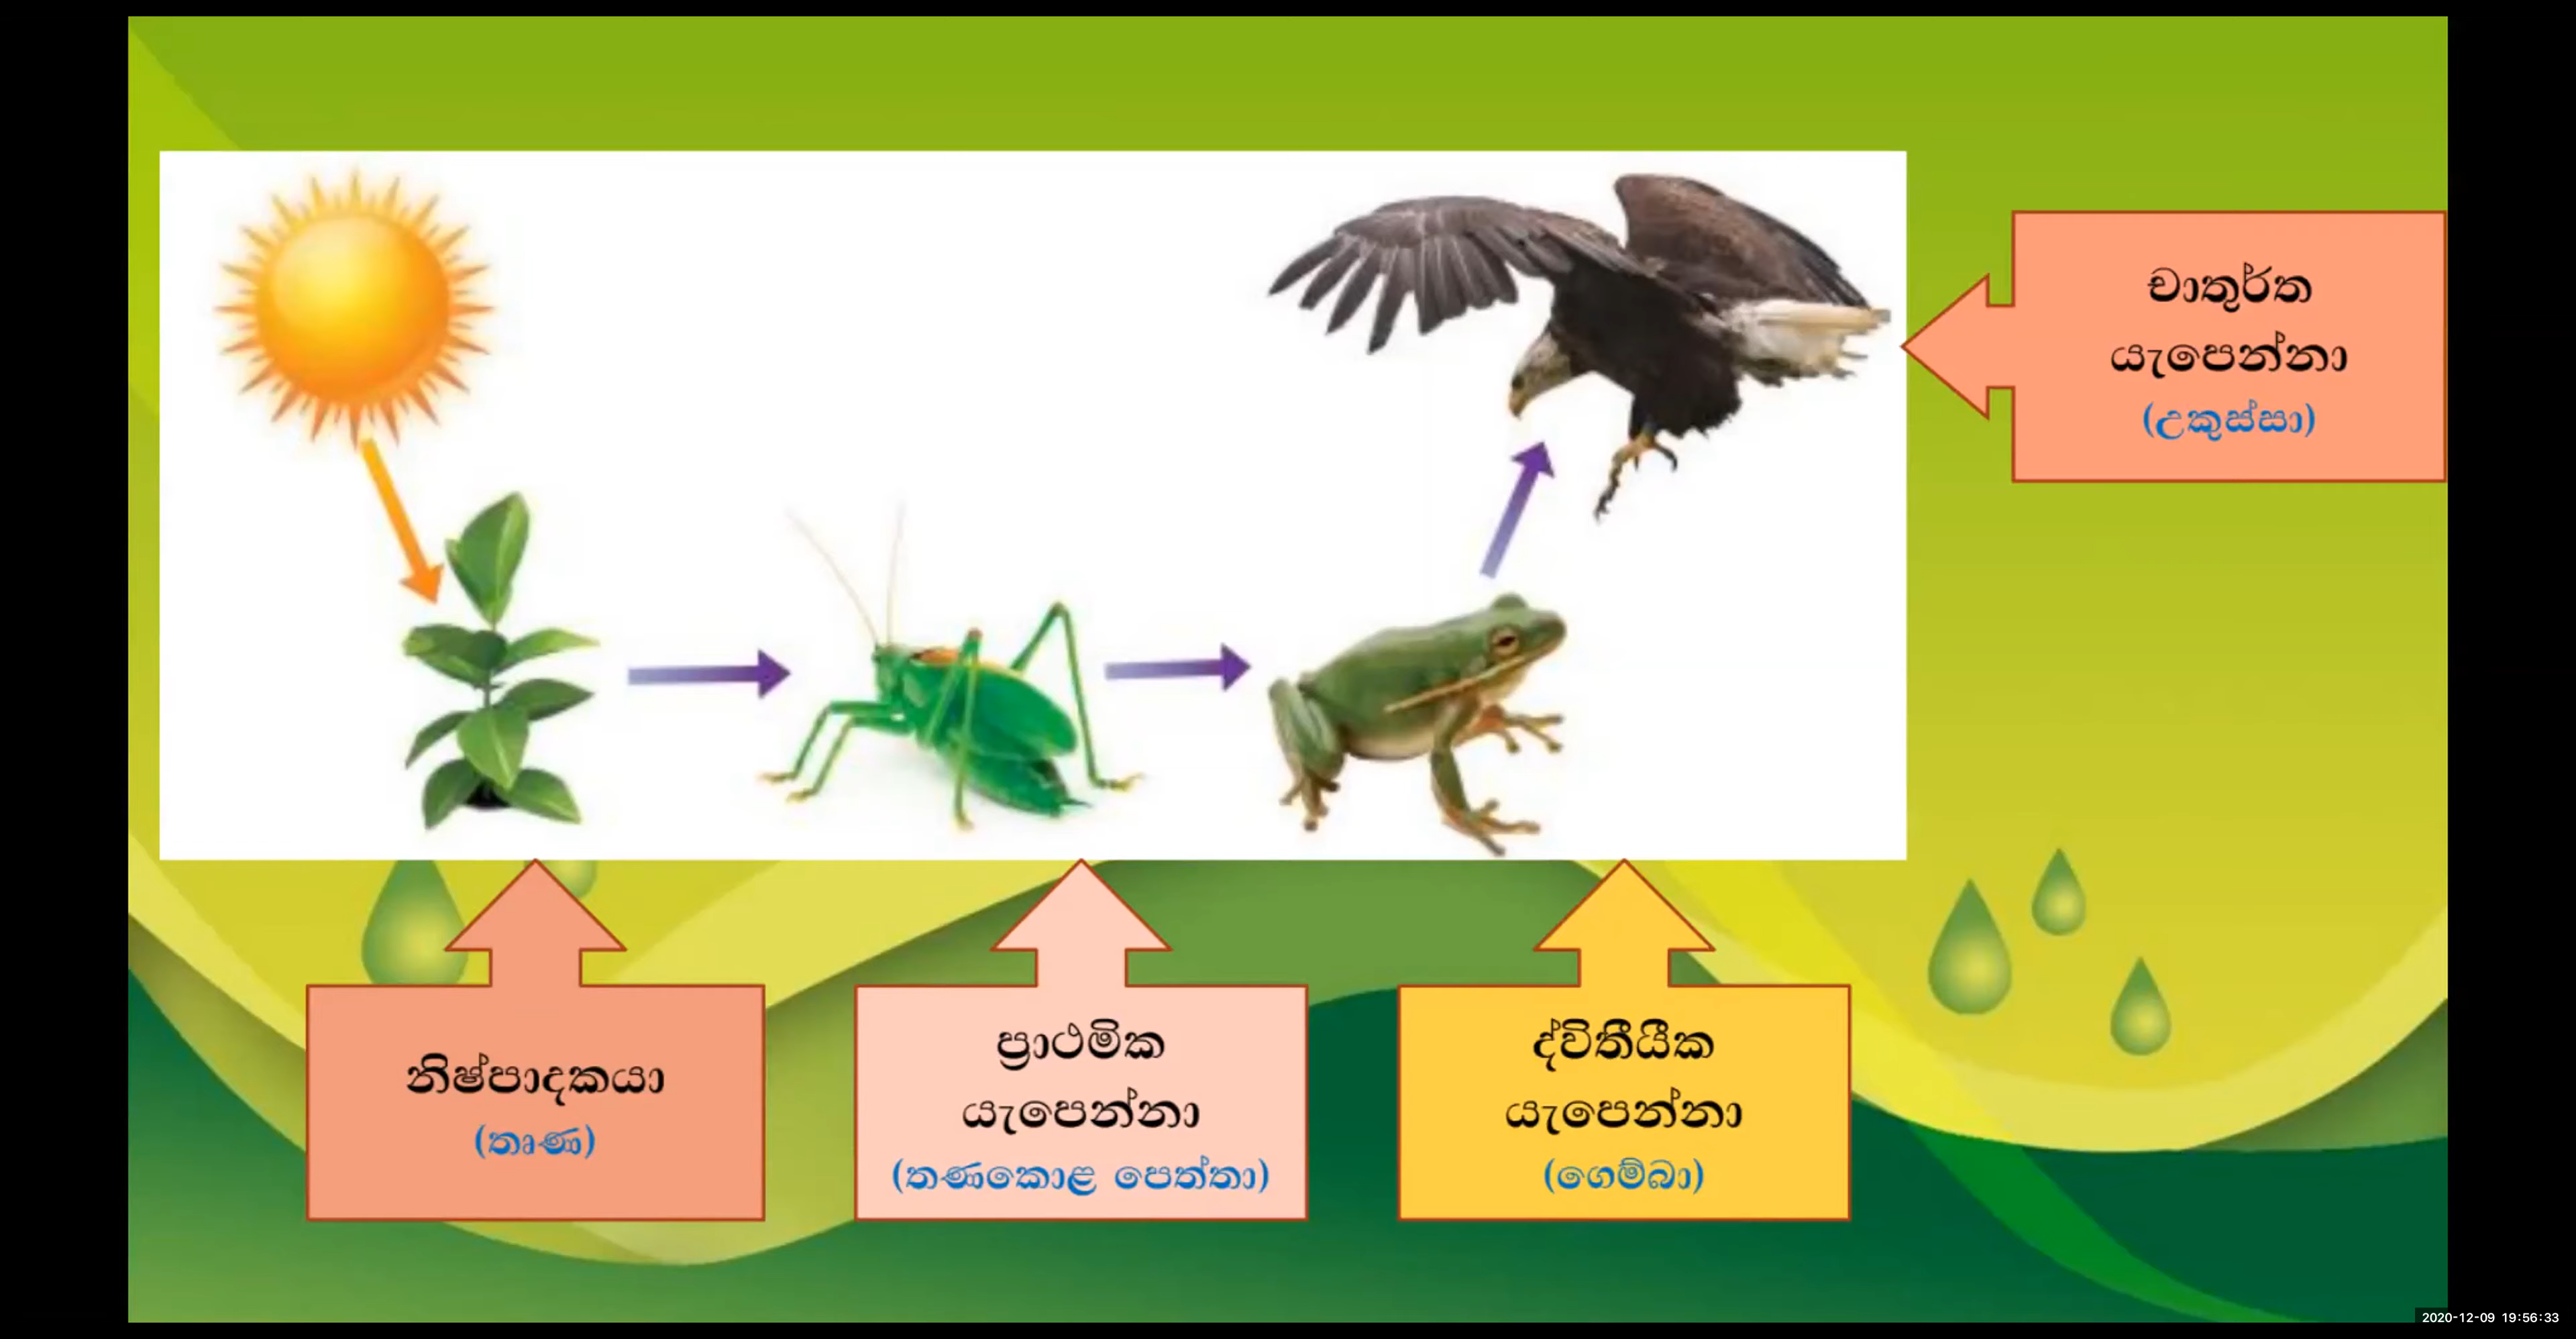 චාතුර්ත
යැපෙන්නා
(උකුස්සා)
නිෂ්පාදකයා
(තෘණ)
ප්‍රාථමික
යැපෙන්නා
(තණකොළ පෙත්තා)
ද්විතීයීක
යැපෙන්නා
(ගෙම්බා)
2020-12-09 19:56:33